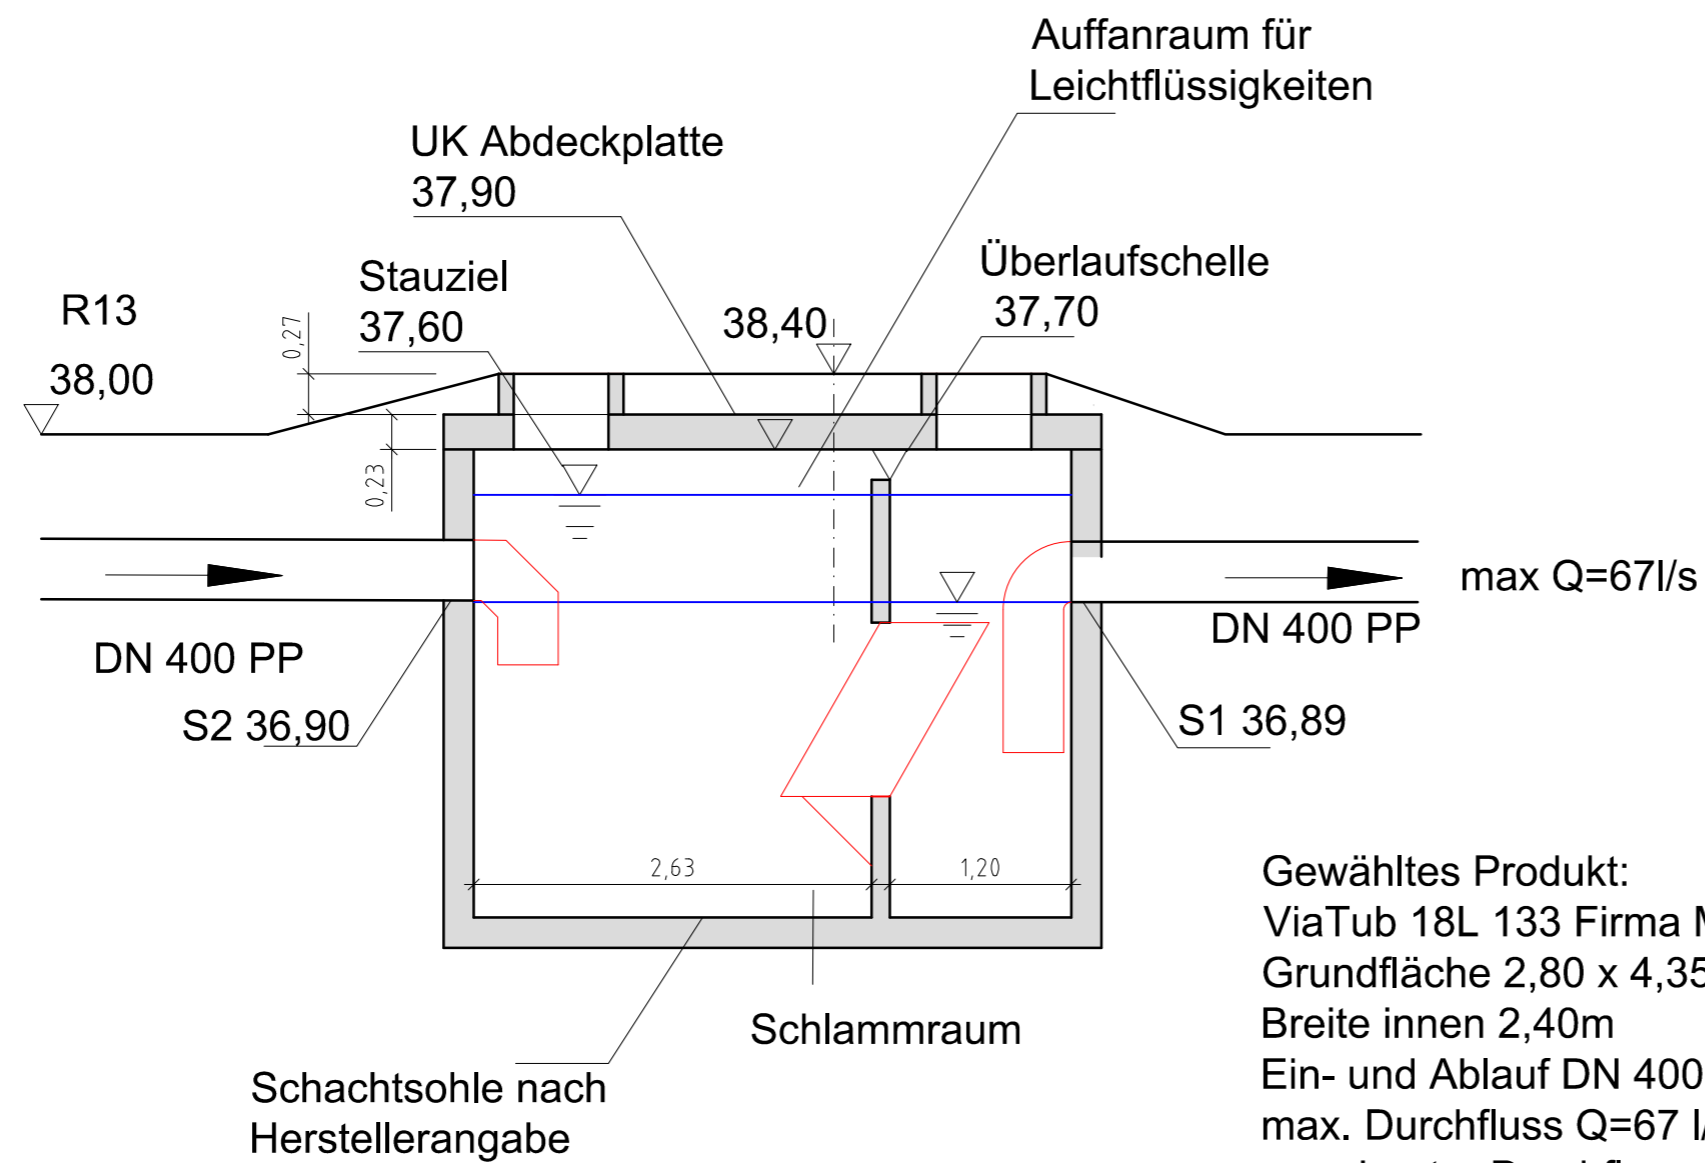 Auffanraum für
Leichtflüssigkeiten
UK Abdeckplatte
37,90
Überlaufschelle
37,70
Stauziel
37,60
38,40
R13
38,00
0,27
0,23
max Q=67l/s
DN 400 PP
DN 400 PP
S2 36,90
S1 36,89
2,63
1,20
Gewähltes Produkt:
ViaTub 18L 133 Firma
Grundfläche 2,80 x 4,35
Breite innen 2,40m
Ein- und Ablauf DN 400
max. Durchfluss Q=67 l/
Schlammraum
Schachtsohle nach
Herstellerangabe